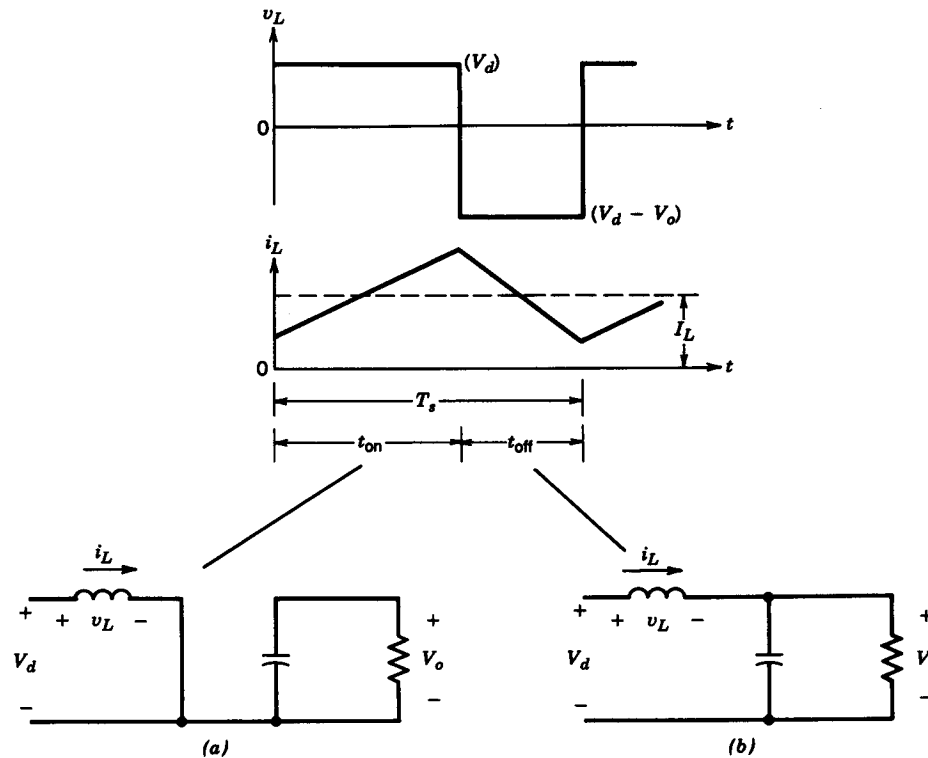 v_L
(V_d)
0
t
(V_d − V_o)
i_L
I_L
0
t
T_s
t_on
t_off
i_L
+ v_L −
+
V_d
−
+
V_o
−
(a)
i_L
+ v_L −
+
V_d
−
+
V
−
(b)